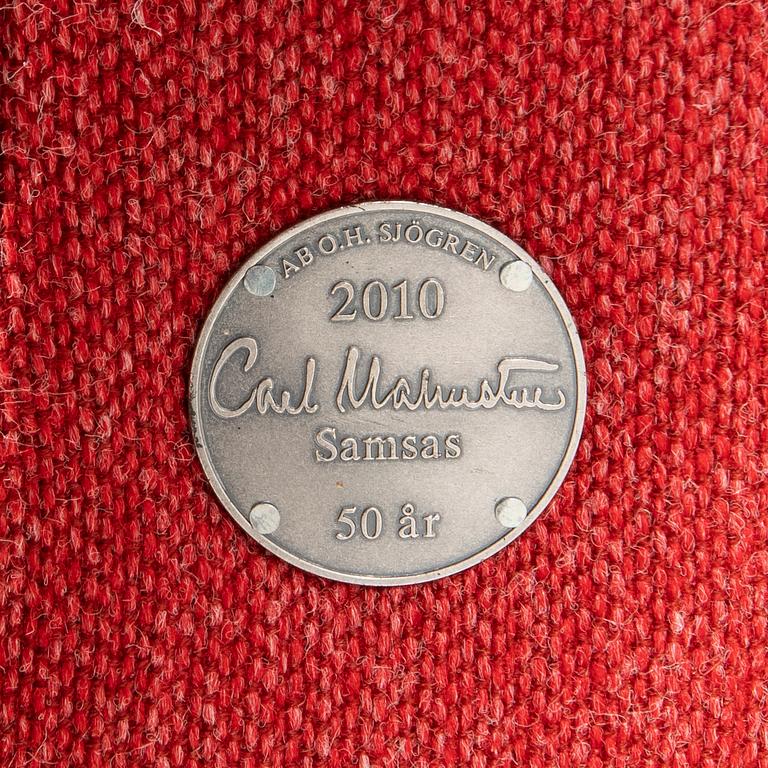 AB O.H. SJÖGREN
2010
Carl Malmsten
Samsas
50 år